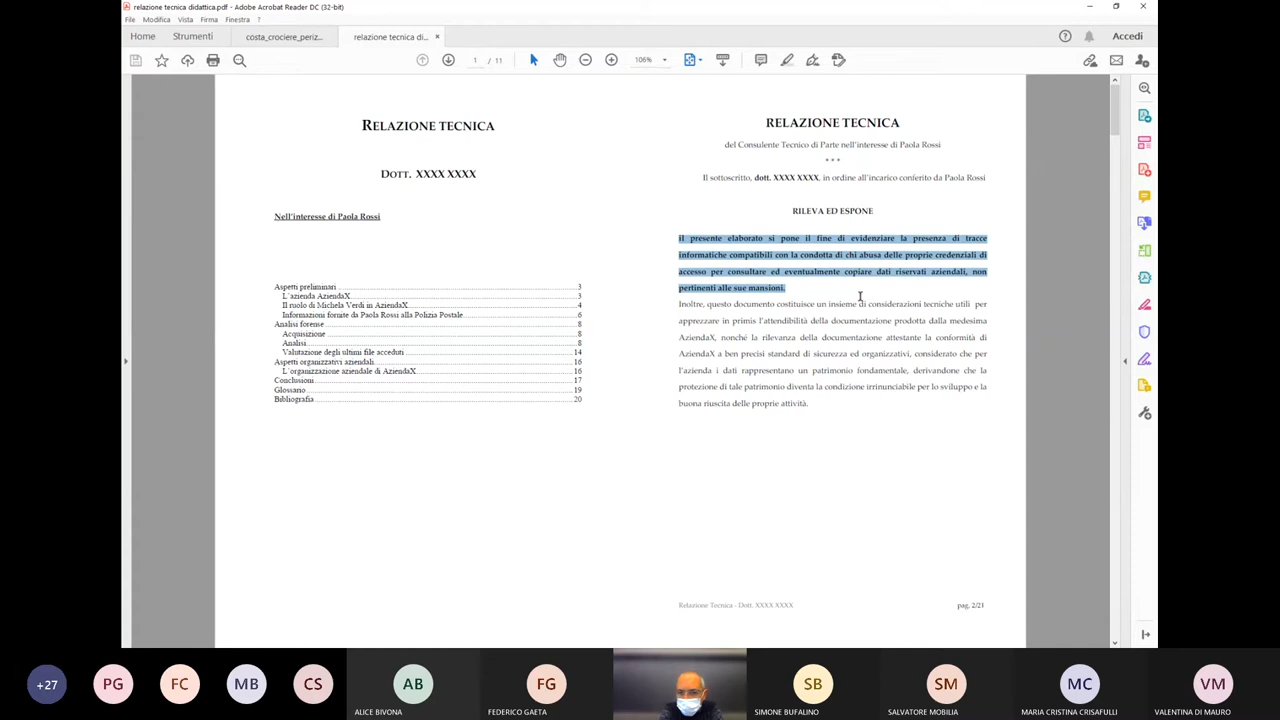 relazione tecnica didattica.pdf - Adobe Acrobat Reader DC (32-bit)
File Modifica Vista Firma Finestra ?
Home Strumenti costa_crociere_periz... relazione tecnica di... × Accedi
1 / 11 106%
RELAZIONE TECNICA
DOTT. XXXX XXXX
Nell'interesse di Paola Rossi
Aspetti preliminari 3
L'azienda AziendaX 3
Il ruolo di Michela Verdi in AziendaX 4
Informazioni fornite da Paola Rossi alla Polizia Postale 6
Analisi forense 8
Acquisizione 8
Analisi 8
Valutazione degli ultimi file acceduti 14
Aspetti organizzativi aziendali 16
L'organizzazione aziendale di AziendaX 16
Conclusioni 17
Glossario 19
Bibliografia 20
RELAZIONE TECNICA
del Consulente Tecnico di Parte nell'interesse di Paola Rossi
* * *
Il sottoscritto, dott. XXXX XXXX, in ordine all'incarico conferito da Paola Rossi
RILEVA ED ESPONE
il presente elaborato si pone il fine di evidenziare la presenza di tracce
informatiche compatibili con la condotta di chi abusa delle proprie credenziali di
accesso per consultare ed eventualmente copiare dati riservati aziendali, non
pertinenti alle sue mansioni.
Inoltre, questo documento costituisce un insieme di considerazioni tecniche utili per
apprezzare in primis l'attendibilità della documentazione prodotta dalla medesima
AziendaX, nonché la rilevanza della documentazione attestante la conformità di
AziendaX a ben precisi standard di sicurezza ed organizzativi, considerato che per
l'azienda i dati rappresentano un patrimonio fondamentale, derivandone che la
protezione di tale patrimonio diventa la condizione irrinunciabile per lo sviluppo e la
buona riuscita delle proprie attività.
Relazione Tecnica - Dott. XXXX XXXX pag. 2/21
+27 PG FC MB CS AB FG SB SM MC VM
ALICE BIVONA FEDERICO GAETA SIMONE BUFALINO SALVATORE MOBILIA MARIA CRISTINA CRISAFULLI VALENTINA DI MAURO